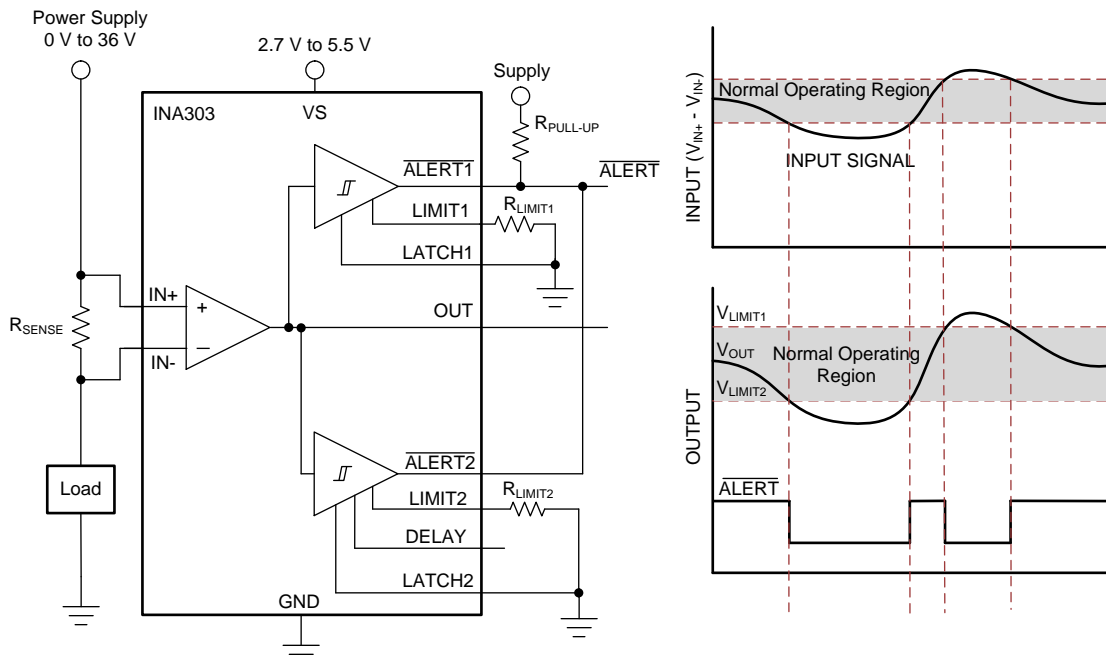 Power Supply
0 V to 36 V
2.7 V to 5.5 V
Supply
INA303
VS
RPULL-UP
ALERT1
ALERT
LIMIT1
RLIMIT1
LATCH1
IN+
+
OUT
RSENSE
–
IN-
ALERT2
Load
LIMIT2
RLIMIT2
DELAY
LATCH2
GND
INPUT (VIN+ - VIN-)
Normal Operating Region
INPUT SIGNAL
OUTPUT
VLIMIT1
VOUT
Normal Operating
Region
VLIMIT2
ALERT